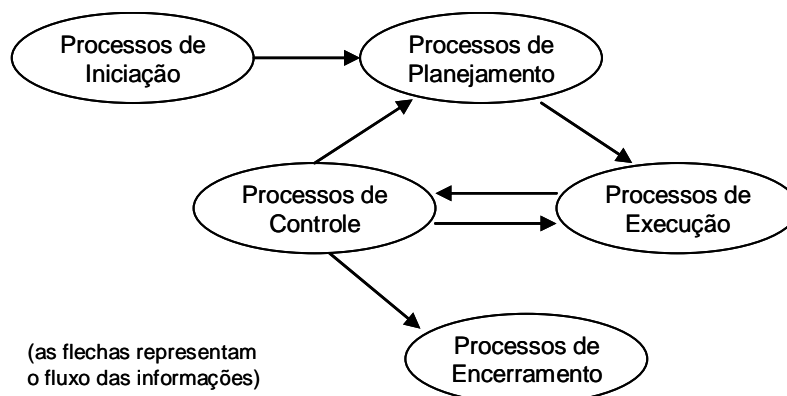 Processos de
Iniciação
Processos de
Planejamento
Processos de
Controle
Processos de
Execução
Processos de
Encerramento
(as flechas representam
o fluxo das informações)